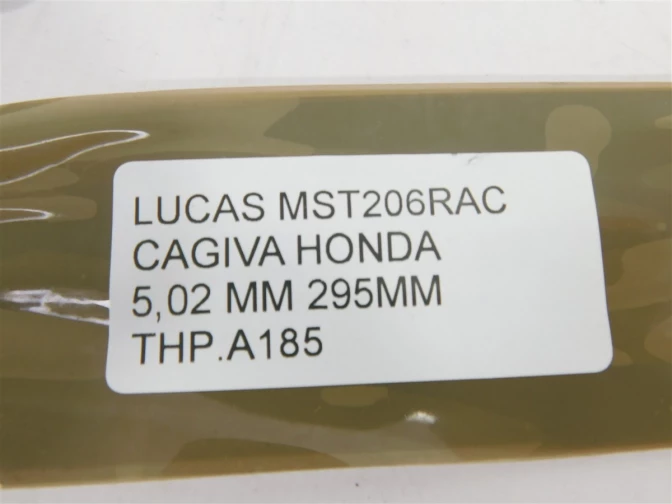 LUCAS MST206RAC
CAGIVA HONDA
5,02 MM 295MM
THP.A185